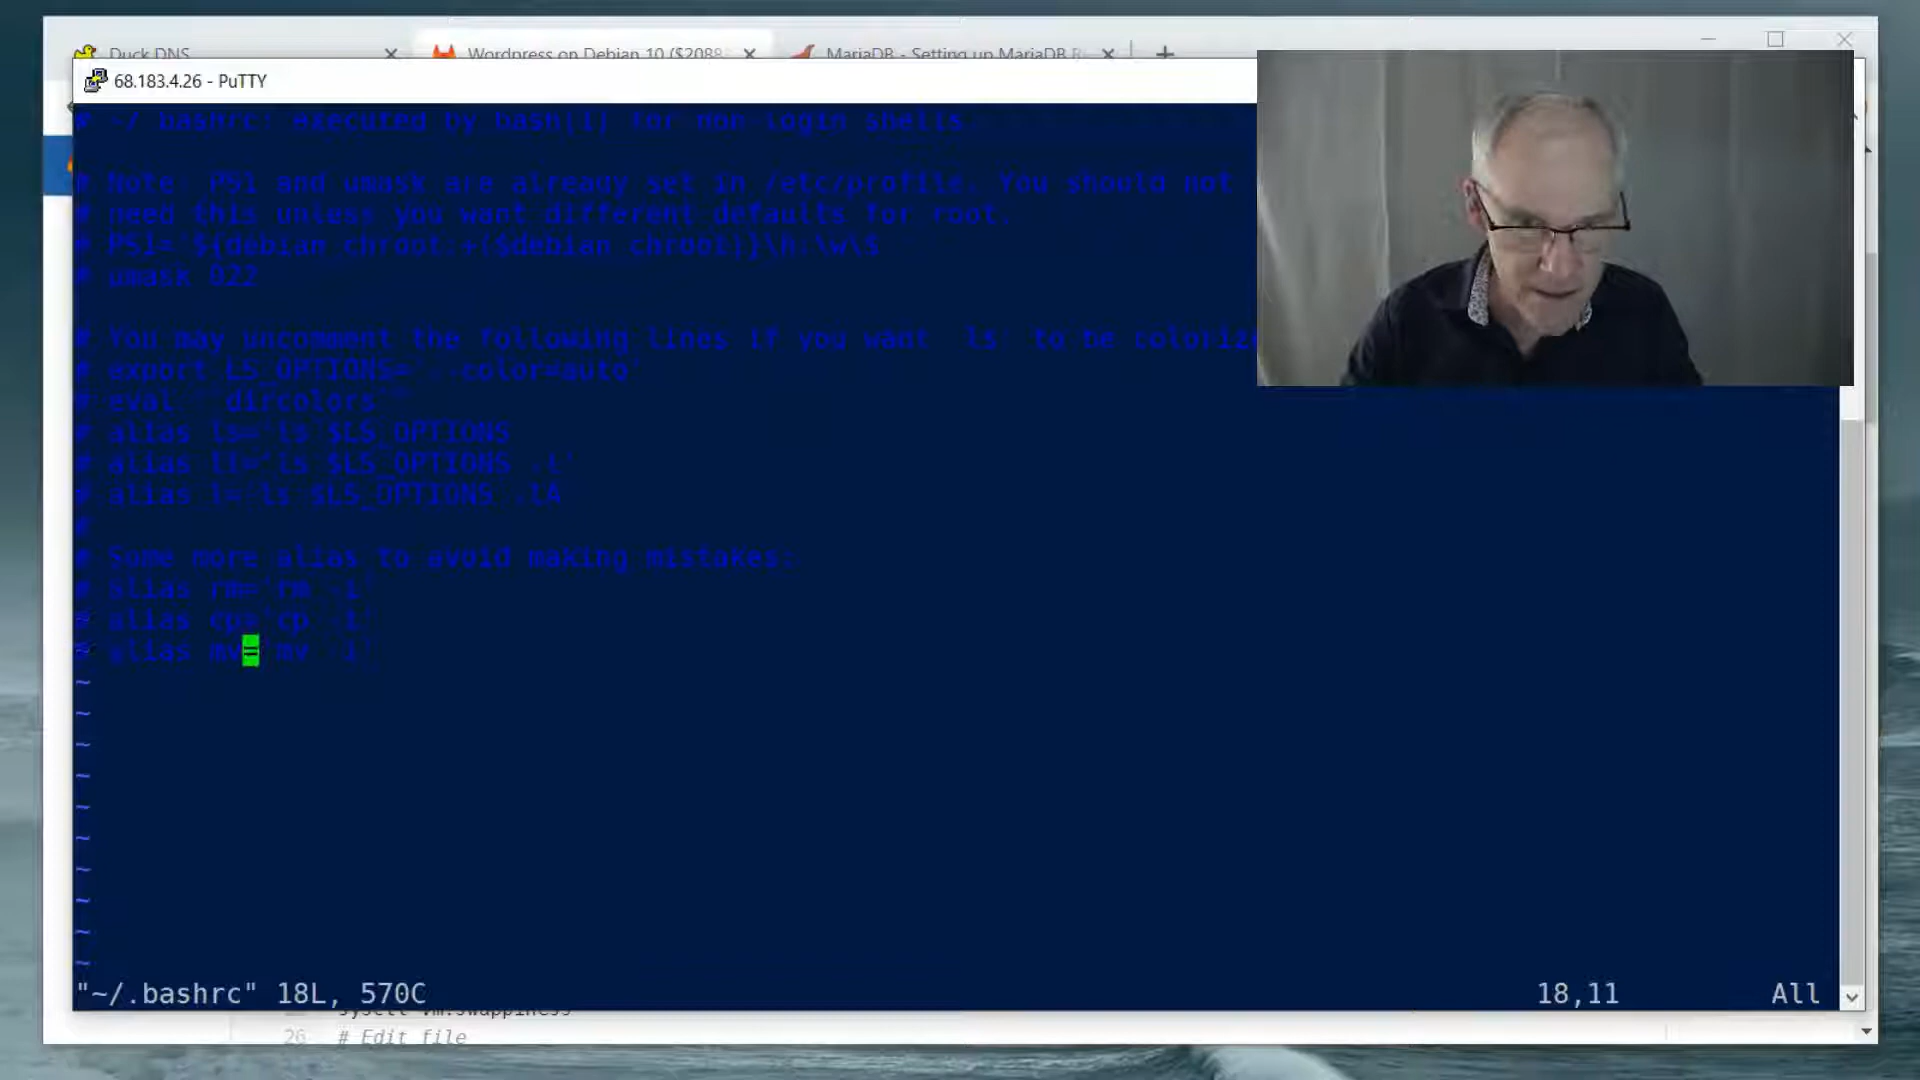 Duck DNS
Wordpress on Debian 10 ($2088
MariaDB - Setting up MariaDB R
68.183.4.26 - PuTTY
# ~/.bashrc: executed by bash(1) for non-login shells.
# Note: PS1 and umask are already set in /etc/profile. You should not
# need this unless you want different defaults for root.
# PS1='${debian_chroot:+($debian_chroot)}\h:\w\$ '
# umask 022
# You may uncomment the following lines if you want `ls' to be coloriz
# export LS_OPTIONS='--color=auto'
# eval "`dircolors`"
# alias ls='ls $LS_OPTIONS'
# alias ll='ls $LS_OPTIONS -l'
# alias l='ls $LS_OPTIONS -lA'
#
# Some more alias to avoid making mistakes:
# alias rm='rm -i'
# alias cp='cp -i'
# alias mv='mv -i'
~
~
~
~
~
~
~
~
~
~
"~/.bashrc" 18L, 570C
18,11
All
sysctl vm.swappiness
26 # Edit file